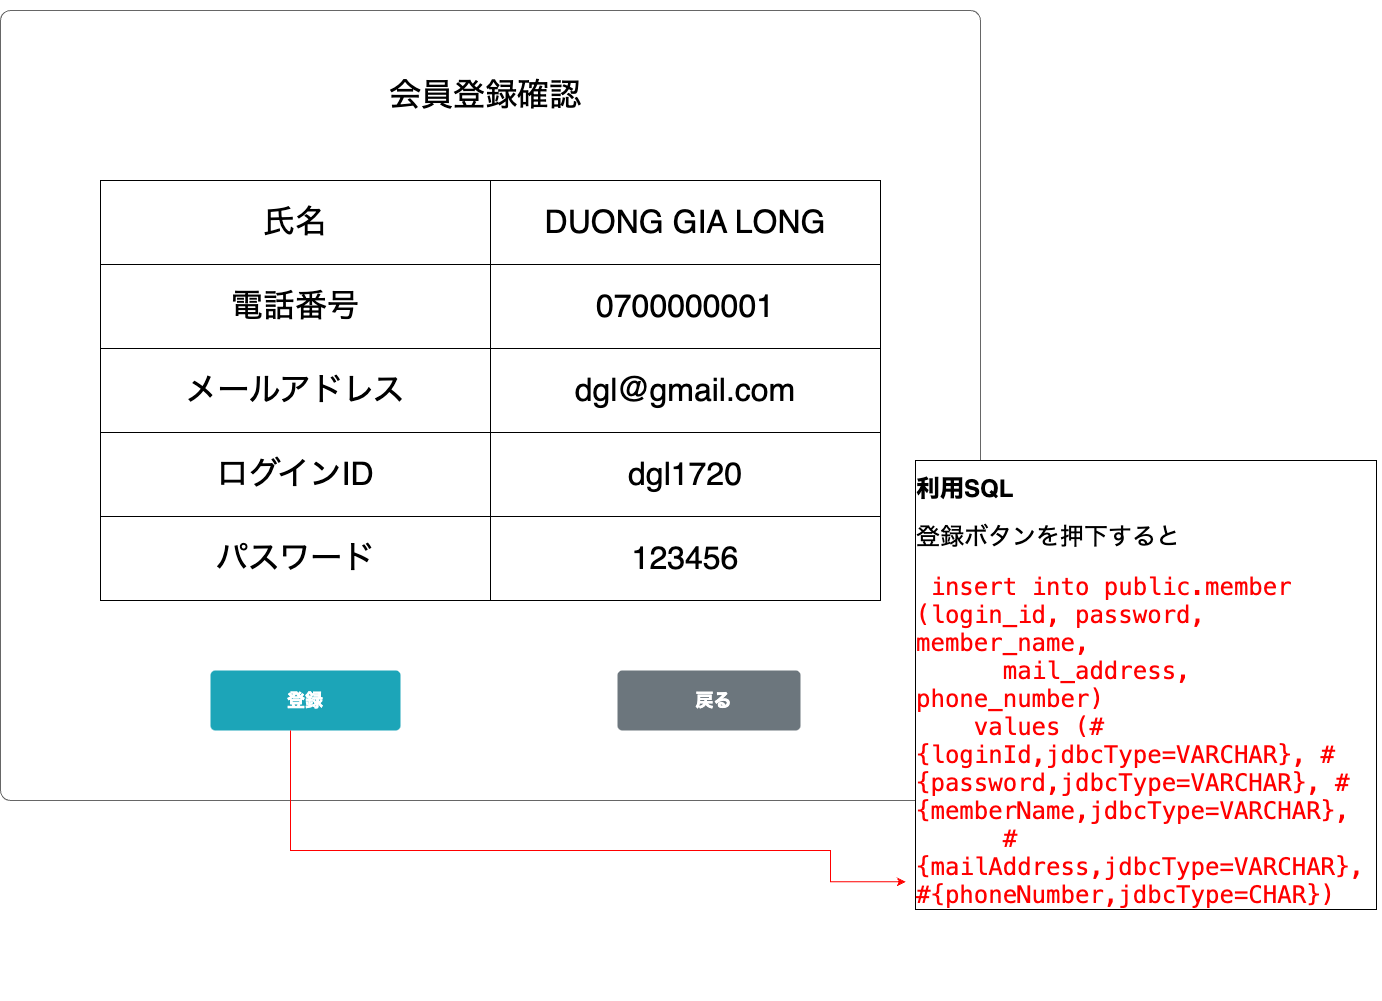 会員登録確認
氏名 DUONG GIA LONG
電話番号 0700000001
メールアドレス dgl@gmail.com
ログインID dgl1720
パスワード 123456
登録 戻る
利用SQL
登録ボタンを押下すると
insert into public.member
(login_id, password,
member_name,
mail_address,
phone_number)
values (#
{loginId,jdbcType=VARCHAR}, #
{password,jdbcType=VARCHAR}, #
{memberName,jdbcType=VARCHAR},
#
{mailAddress,jdbcType=VARCHAR},
#{phoneNumber,jdbcType=CHAR})